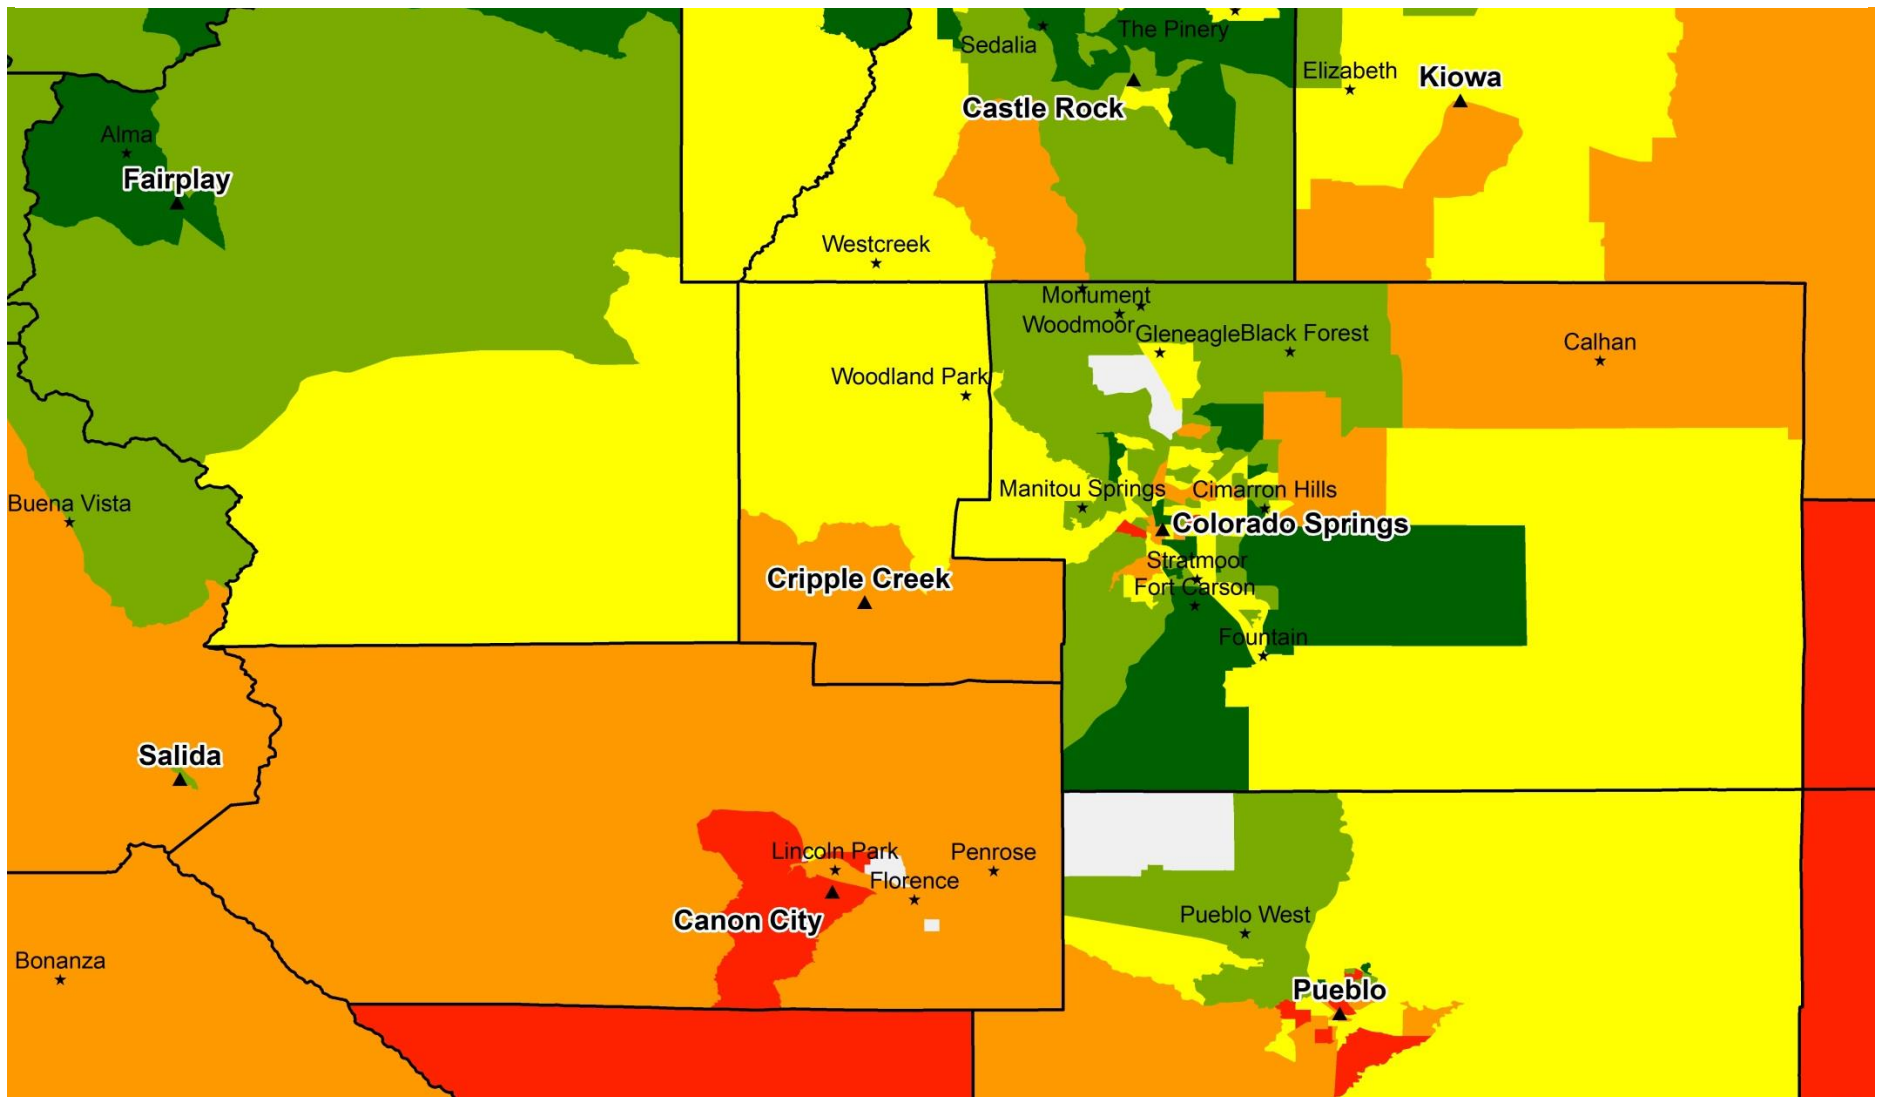 The Pinery
Sedalia
Elizabeth
Kiowa
Castle Rock
Alma
Fairplay
Westcreek
Monument
Woodmoor
Gleneagle
Black Forest
Calhan
Woodland Park
Manitou Springs
Cimarron Hills
Buena Vista
Colorado Springs
Stratmoor
Cripple Creek
Fort Carson
Fountain
Salida
Lincoln Park
Penrose
Florence
Canon City
Pueblo West
Bonanza
Pueblo